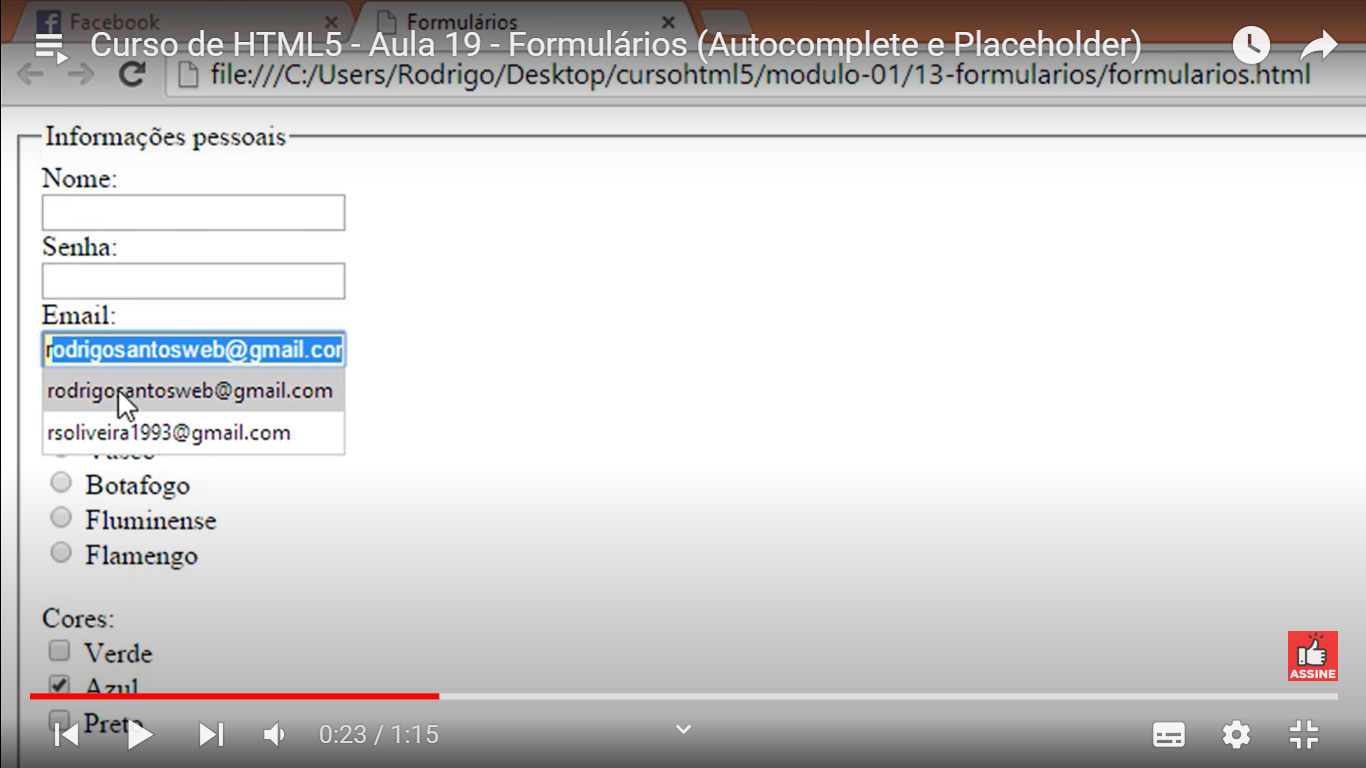 Facebook
Formulários
Curso de HTML5 - Aula 19 - Formulários (Autocomplete e Placeholder)
file:///C:/Users/Rodrigo/Desktop/cursohtml5/modulo-01/13-formularios/formularios.html
Informações pessoais
Nome:
Senha:
Email:
rodrigosantosweb@gmail.com
rodrigosantosweb@gmail.com
rsoliveira1993@gmail.com
Vasco
Botafogo
Fluminense
Flamengo
Cores:
Verde
Azul
Preto
ASSINE
0:23 / 1:15